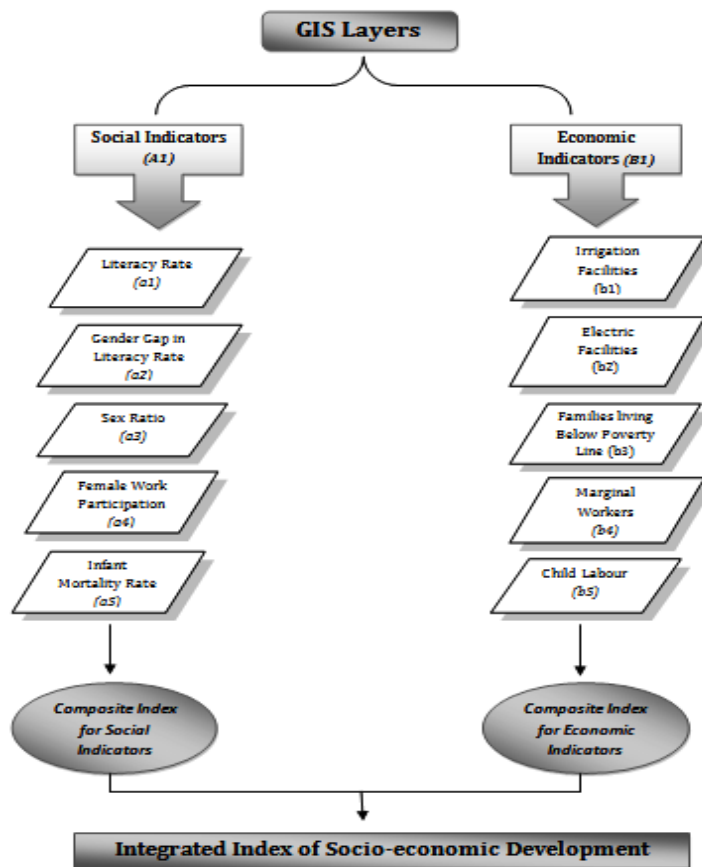 GIS Layers
Social Indicators
(A1)
Economic
Indicators (B1)
Literacy Rate
(a1)
Gender Gap in
Literacy Rate
(a2)
Sex Ratio
(a3)
Female Work
Participation
(a4)
Infant
Mortality Rate
(a5)
Irrigation
Facilities
(b1)
Electric
Facilities
(b2)
Families living
Below Poverty
Line (b3)
Marginal
Workers
(b4)
Child Labour
(b5)
Composite Index
for Social
Indicators
Composite Index
for Economic
Indicators
Integrated Index of Socio-economic Development